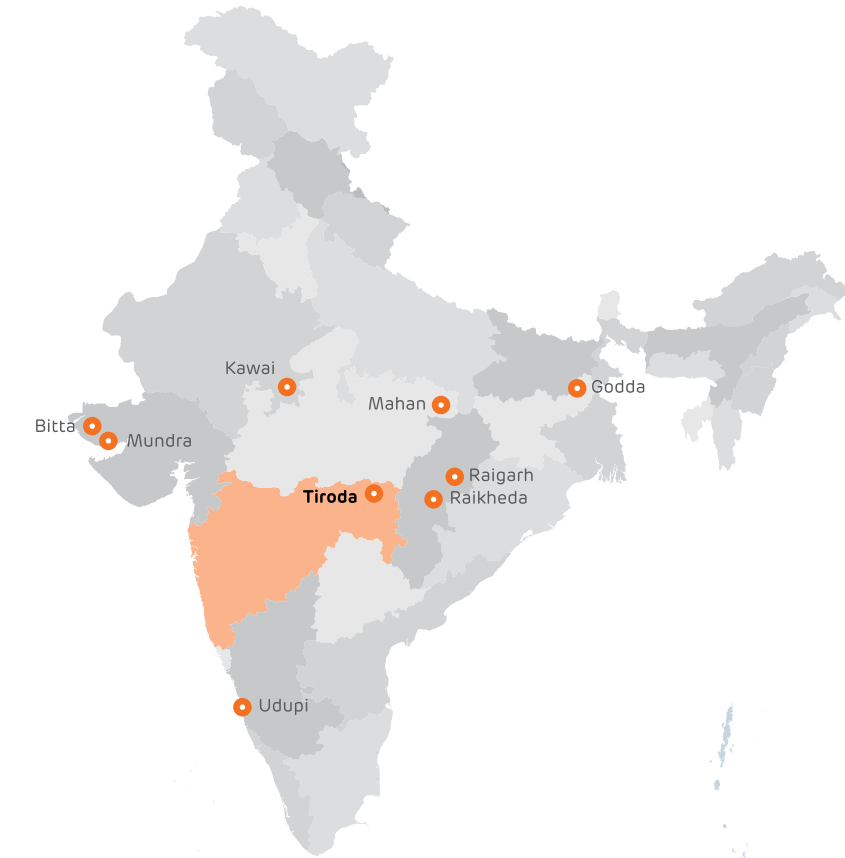 Kawai
Godda
Mahan
Bitta
Mundra
Raigarh
Tiroda
Raikheda
Udupi